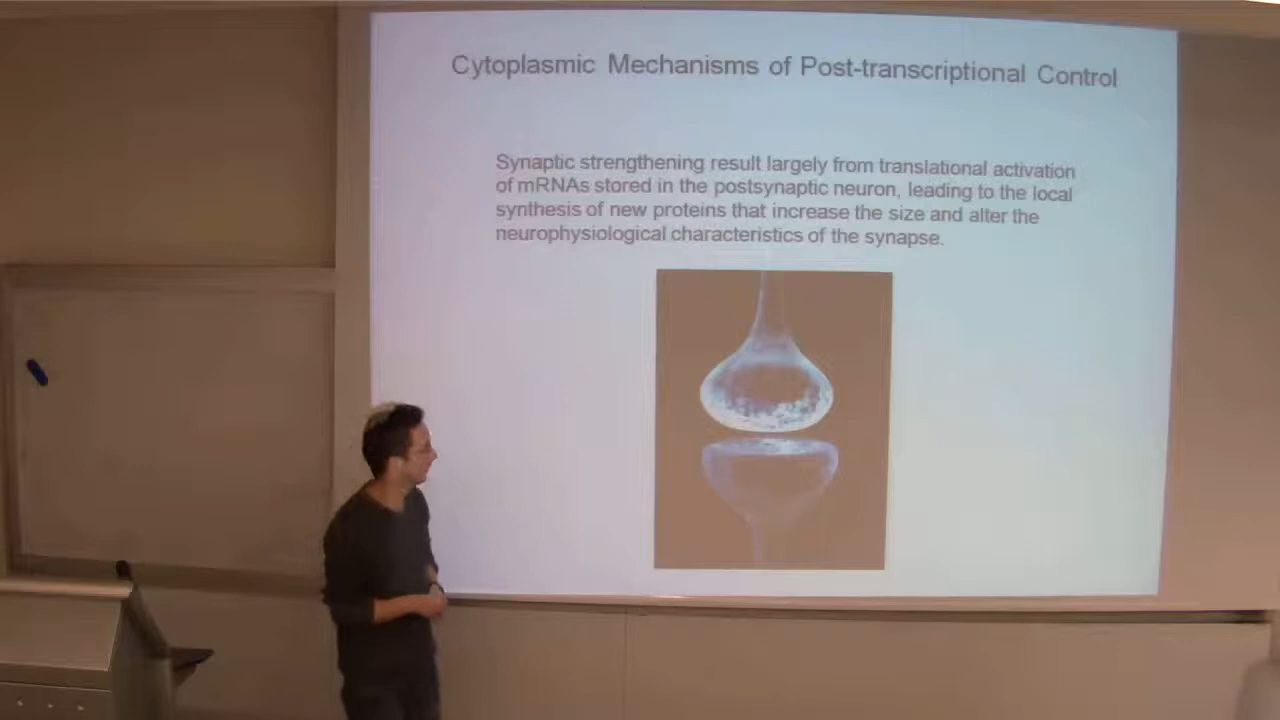 Cytoplasmic Mechanisms of Post-transcriptional Control
Synaptic strengthening result largely from translational activation
of mRNAs stored in the postsynaptic neuron, leading to the local
synthesis of new proteins that increase the size and alter the
neurophysiological characteristics of the synapse.